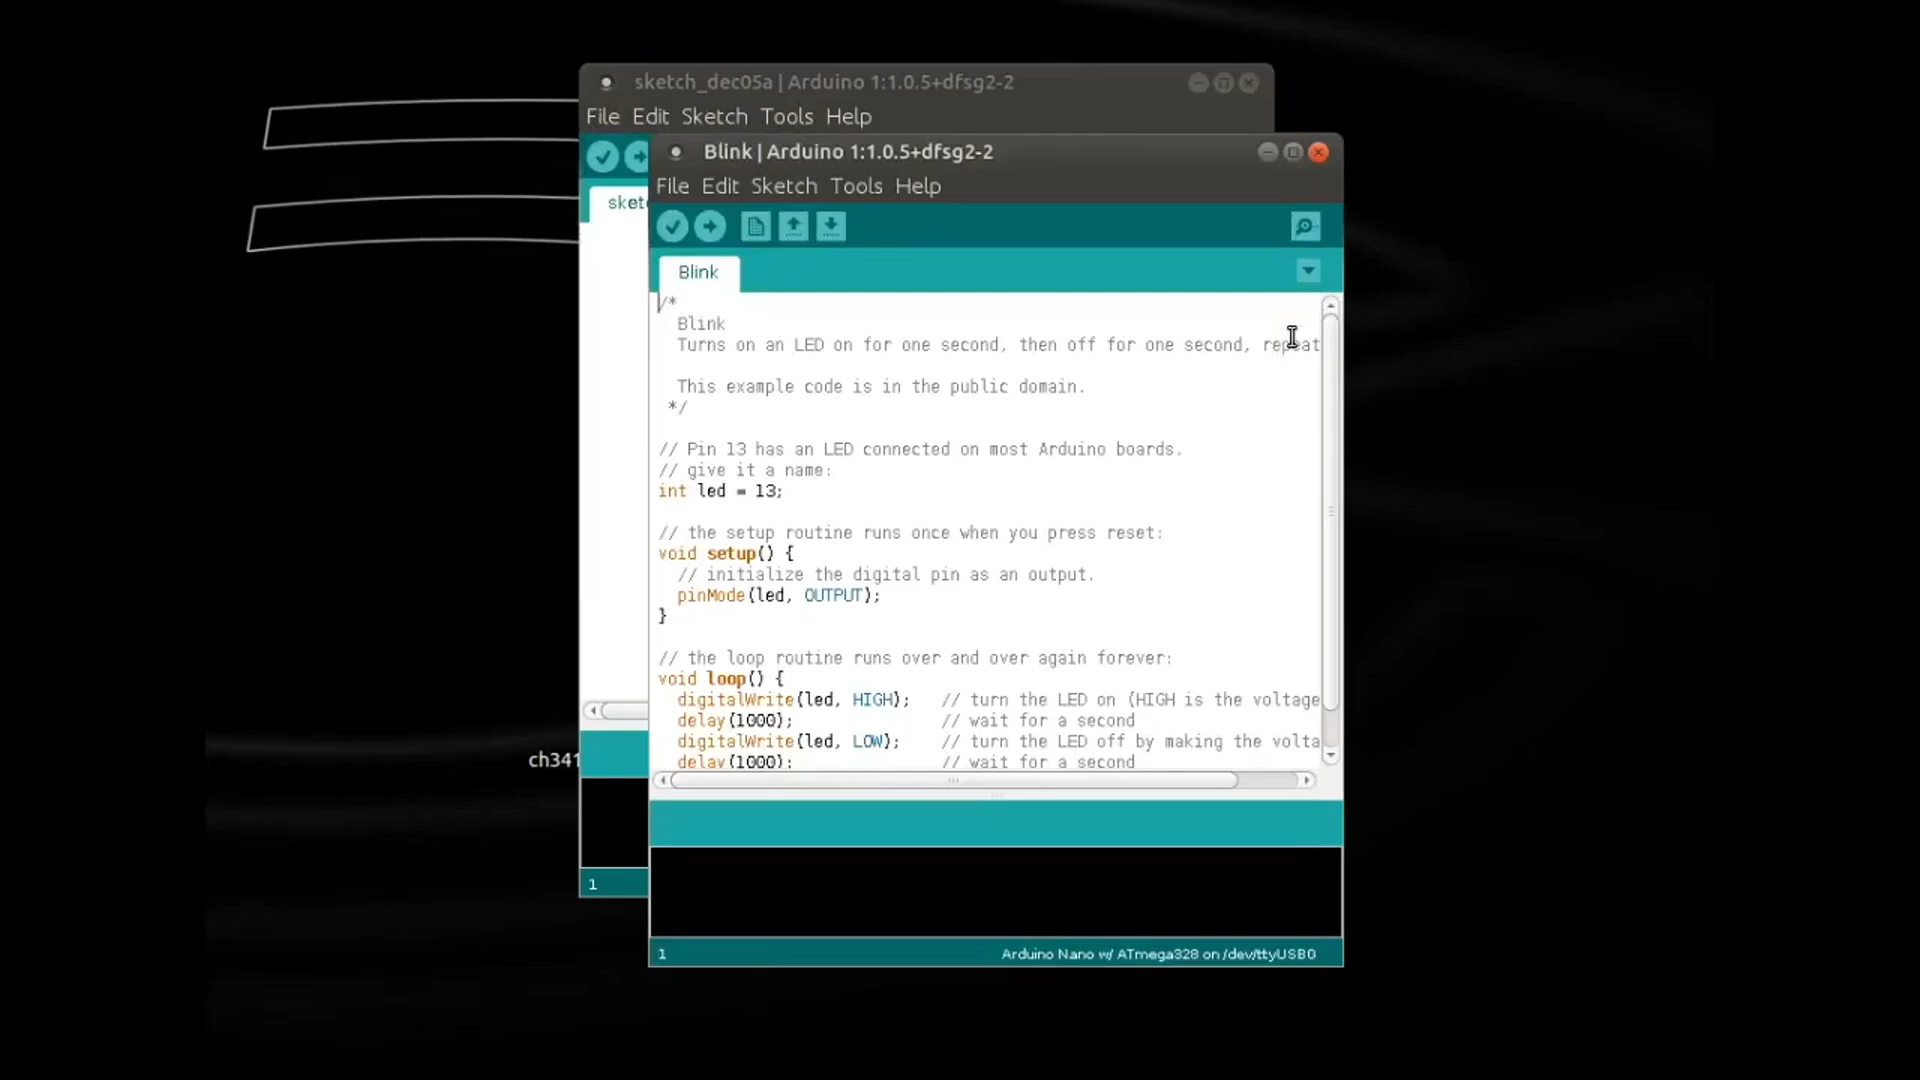 sketch_dec05a | Arduino 1:1.0.5+dfsg2-2
File Edit Sketch Tools Help
Blink | Arduino 1:1.0.5+dfsg2-2
File Edit Sketch Tools Help
sketc
Blink
/*
  Blink
  Turns on an LED on for one second, then off for one second, repeat
  This example code is in the public domain.
 */
// Pin 13 has an LED connected on most Arduino boards.
// give it a name:
int led = 13;
// the setup routine runs once when you press reset:
void setup() {
  // initialize the digital pin as an output.
  pinMode(led, OUTPUT);
}
// the loop routine runs over and over again forever:
void loop() {
  digitalWrite(led, HIGH);   // turn the LED on (HIGH is the voltage
  delay(1000);               // wait for a second
  digitalWrite(led, LOW);    // turn the LED off by making the volta
  delay(1000);               // wait for a second
ch341
1
1
Arduino Nano w/ ATmega328 on /dev/ttyUSB0